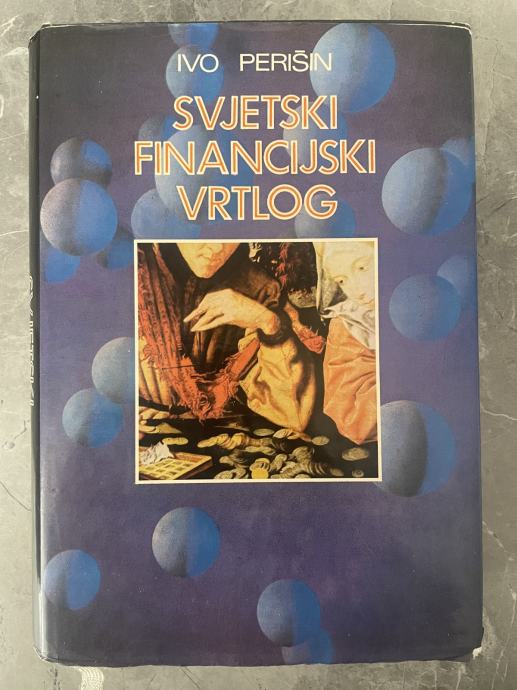 IVO PERIŠIN
SVJETSKI
FINANCIJSKI
VRTLOG